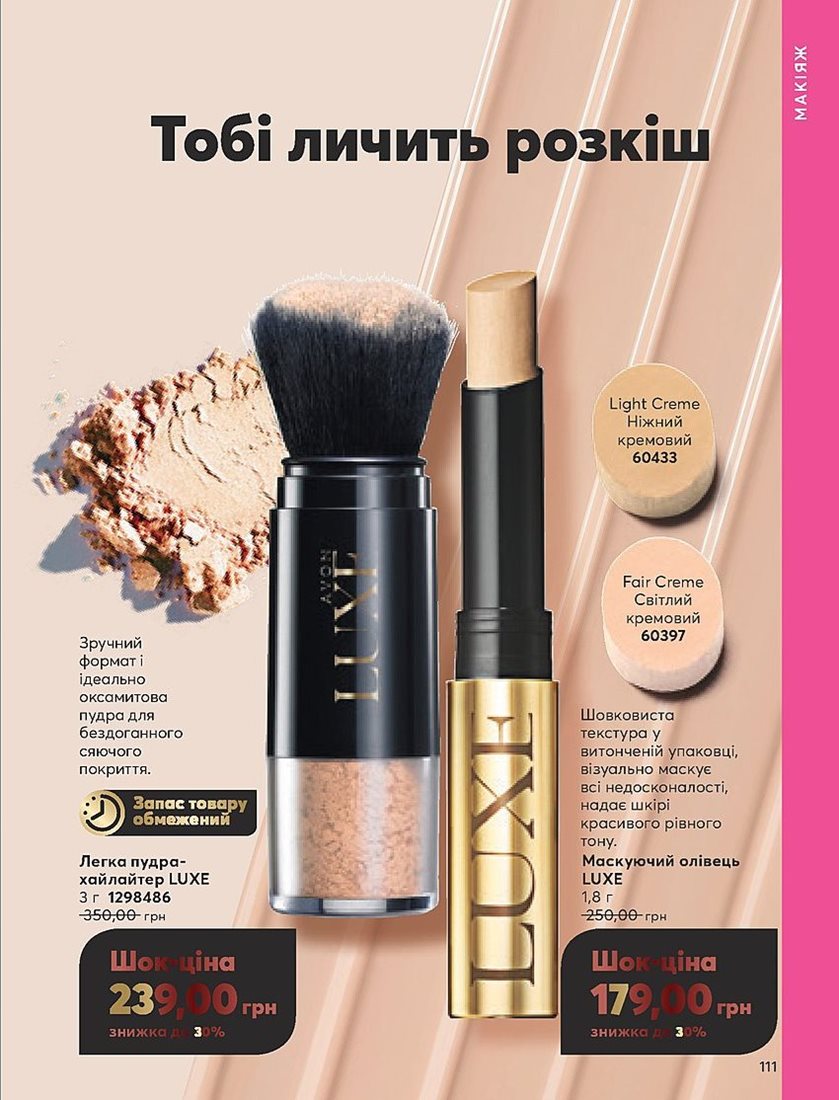 МАКІЯЖ
Тобі личить розкіш
Light Creme
Ніжний
кремовий
60433
Fair Creme
Світлий
кремовий
60397
AVON
LUXE
LUXE
Зручний
формат і
ідеально
оксамитова
пудра для
бездоганного
сяючого
покриття.
Запас товару
обмежений
Легка пудра-
хайлайтер LUXE
3 г 1298486
350,00 грн
Шок-ціна
239,00 грн
знижка до 30%
Шовковиста
текстура у
витонченій упаковці,
візуально маскує
всі недосконалості,
надає шкірі
красивого рівного
тону.
Маскуючий олівець
LUXE
1,8 г
250,00 грн
Шок-ціна
179,00 грн
знижка до 30%
111